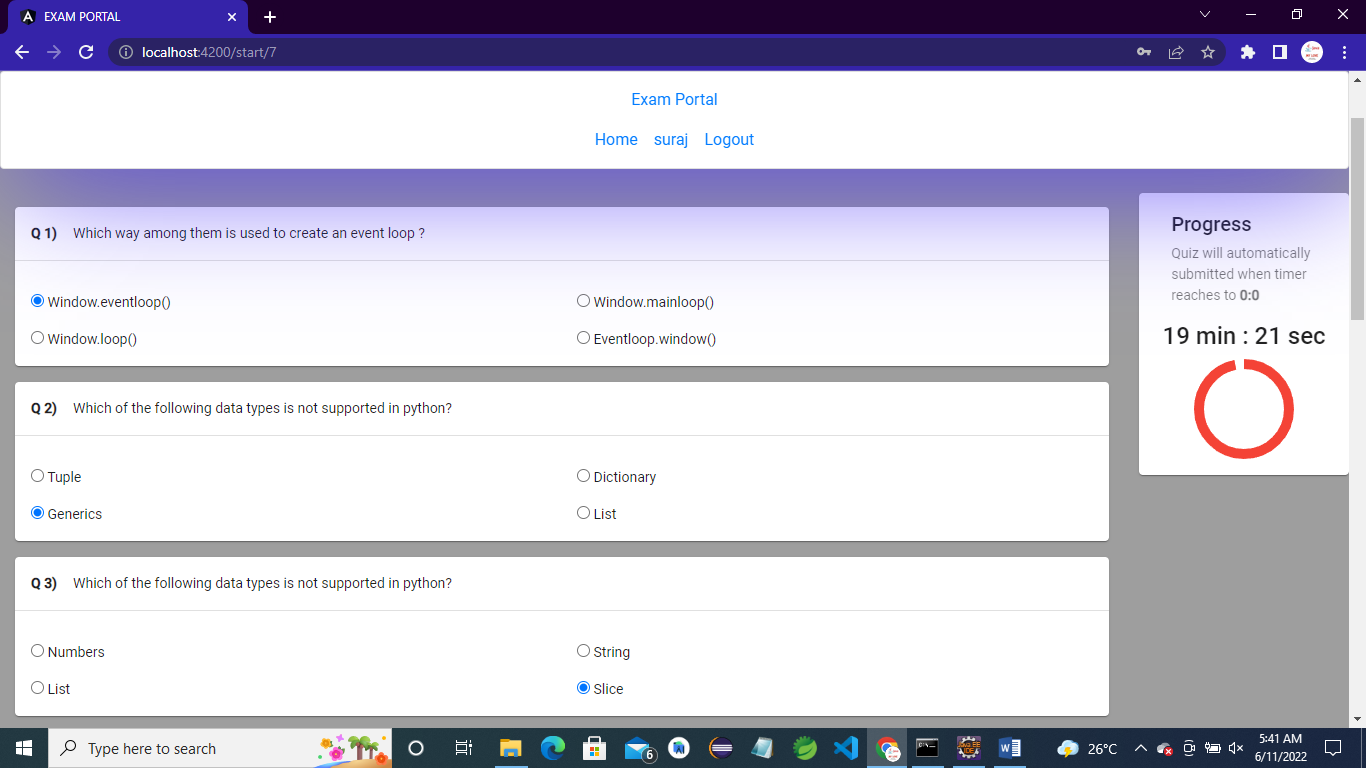 EXAM PORTAL
localhost:4200/start/7
Exam Portal
Home suraj Logout
Q 1) Which way among them is used to create an event loop ?
Window.eventloop() Window.mainloop()
Window.loop() Eventloop.window()
Q 2) Which of the following data types is not supported in python?
Tuple Dictionary
Generics List
Q 3) Which of the following data types is not supported in python?
Numbers String
List Slice
Progress
Quiz will automatically
submitted when timer
reaches to 0:0
19 min : 21 sec
Type here to search
6
26°C
5:41 AM
6/11/2022